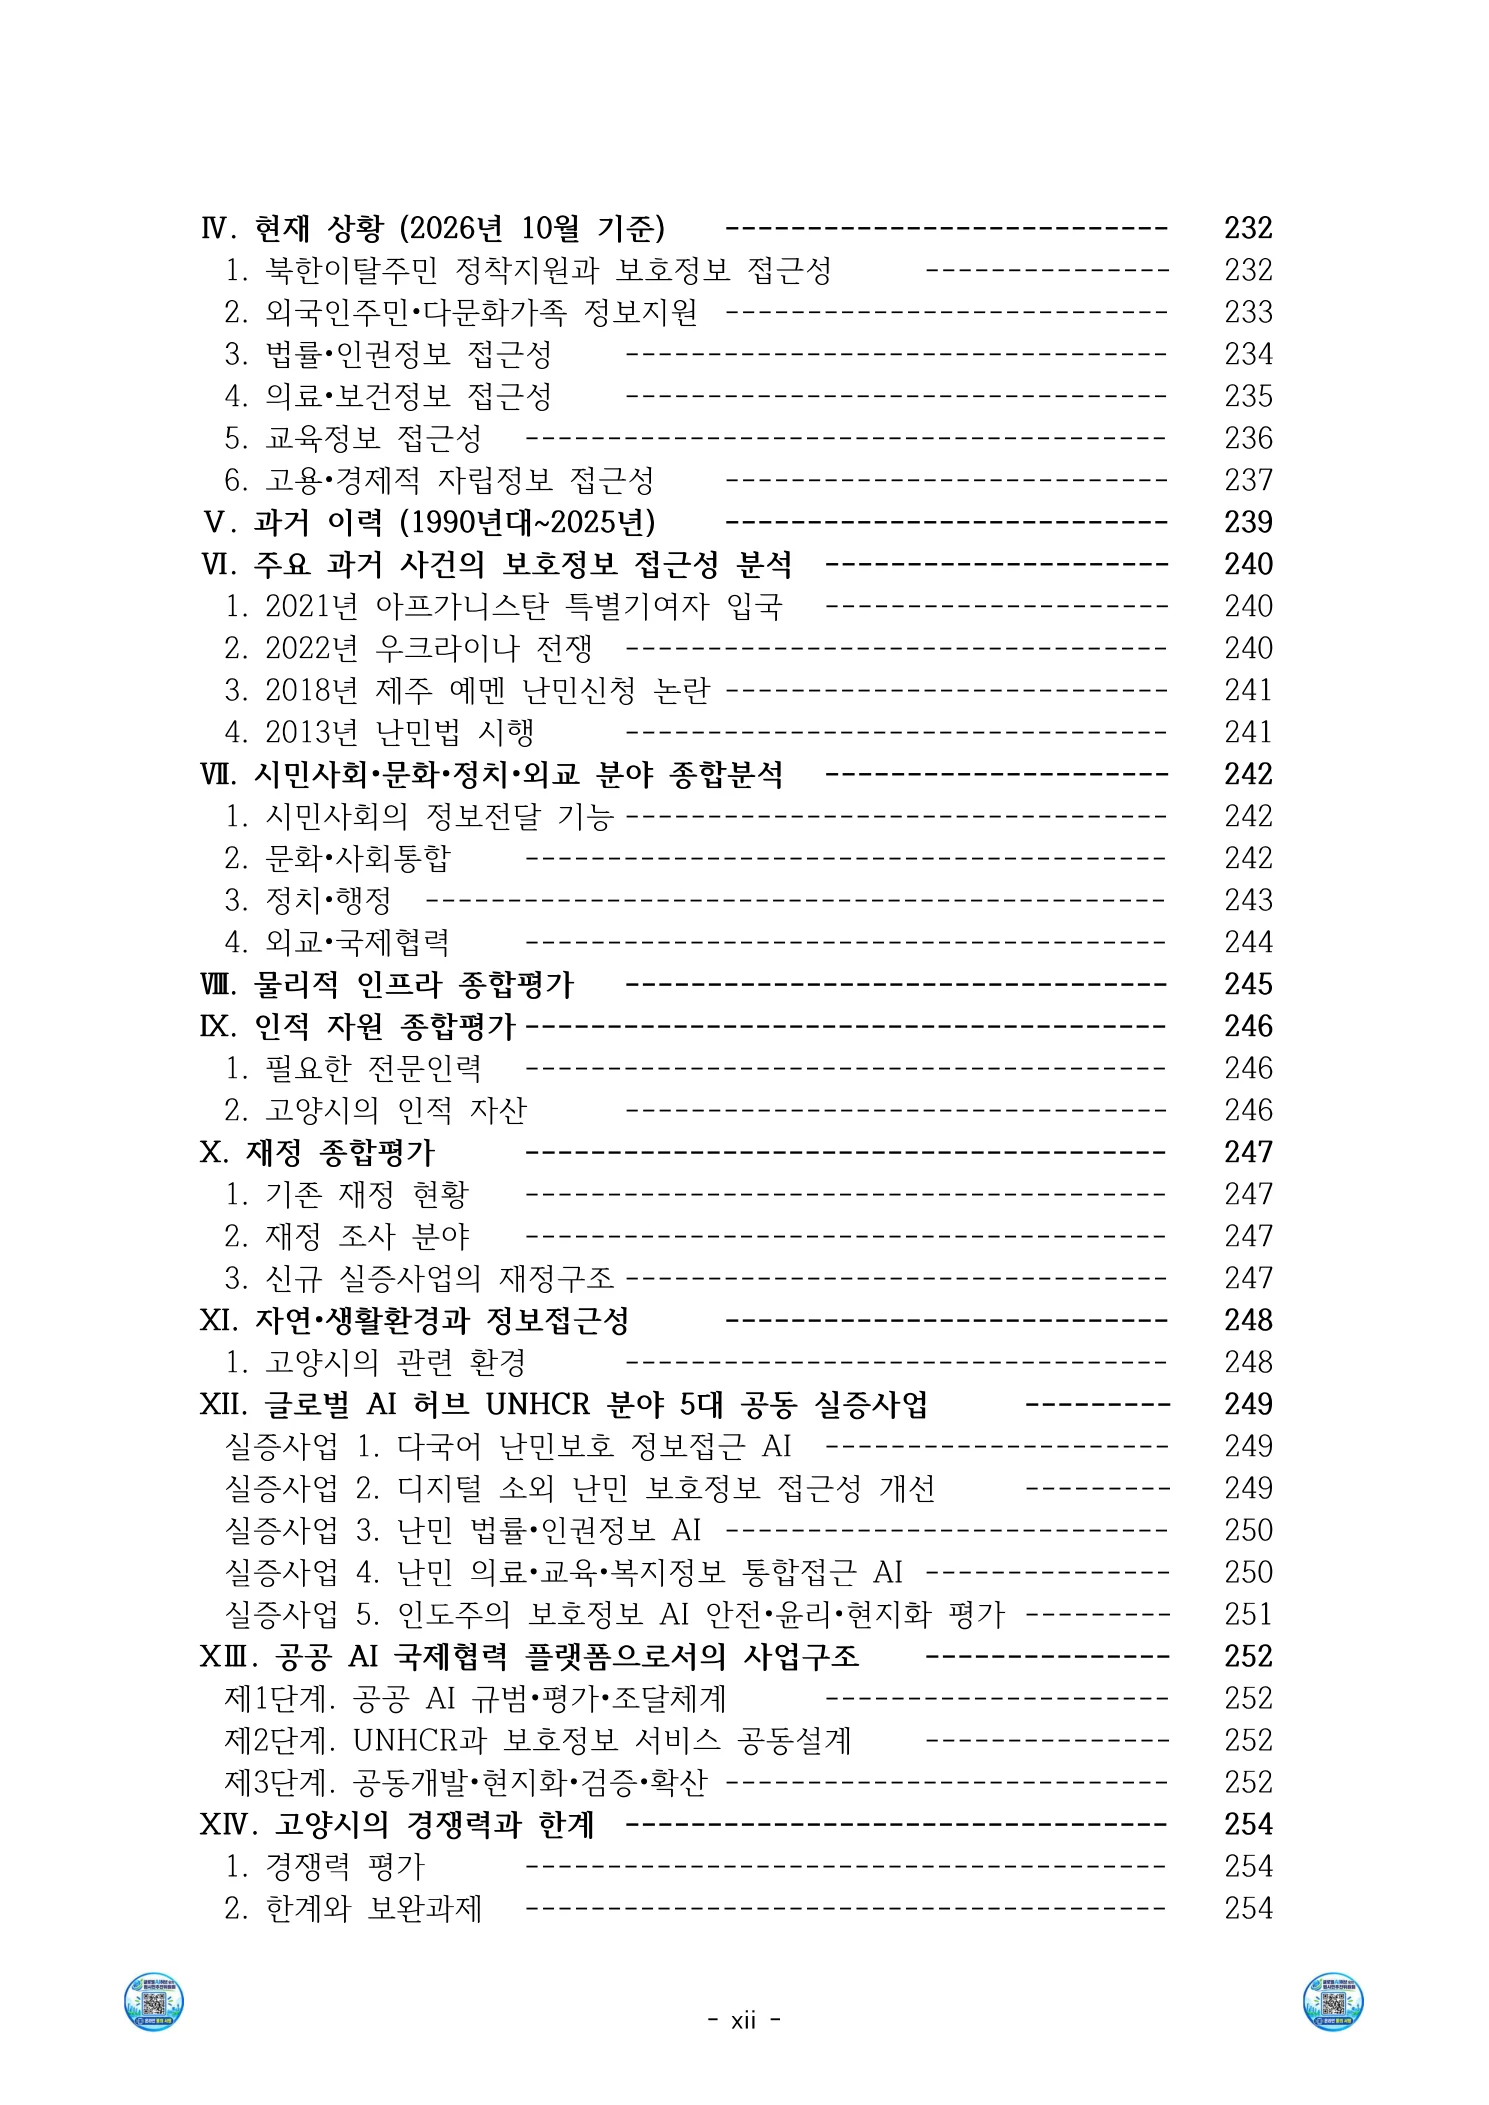 Ⅳ. 현재 상황 (2026년 10월 기준) --------------------------- 232
1. 북한이탈주민 정착지원과 보호정보 접근성 --------------- 232
2. 외국인주민•다문화가족 정보지원 --------------------------- 233
3. 법률•인권정보 접근성 --------------------------------- 234
4. 의료•보건정보 접근성 --------------------------------- 235
5. 교육정보 접근성 --------------------------------------- 236
6. 고용•경제적 자립정보 접근성 --------------------------- 237
Ⅴ. 과거 이력 (1990년대~2025년) --------------------------- 239
Ⅵ. 주요 과거 사건의 보호정보 접근성 분석 --------------------- 240
1. 2021년 아프가니스탄 특별기여자 입국 --------------------- 240
2. 2022년 우크라이나 전쟁 --------------------------------- 240
3. 2018년 제주 예멘 난민신청 논란 --------------------------- 241
4. 2013년 난민법 시행 --------------------------------- 241
Ⅶ. 시민사회•문화•정치•외교 분야 종합분석 --------------------- 242
1. 시민사회의 정보전달 기능 --------------------------------- 242
2. 문화•사회통합 --------------------------------------- 242
3. 정치•행정 --------------------------------------------- 243
4. 외교•국제협력 --------------------------------------- 244
Ⅷ. 물리적 인프라 종합평가 --------------------------------- 245
Ⅸ. 인적 자원 종합평가 --------------------------------------- 246
1. 필요한 전문인력 --------------------------------------- 246
2. 고양시의 인적 자산 --------------------------------- 246
Ⅹ. 재정 종합평가 --------------------------------------- 247
1. 기존 재정 현황 --------------------------------------- 247
2. 재정 조사 분야 --------------------------------------- 247
3. 신규 실증사업의 재정구조 --------------------------------- 247
XI. 자연•생활환경과 정보접근성 --------------------------- 248
1. 고양시의 관련 환경 --------------------------------- 248
XII. 글로벌 AI 허브 UNHCR 분야 5대 공동 실증사업 --------- 249
실증사업 1. 다국어 난민보호 정보접근 AI --------------------- 249
실증사업 2. 디지털 소외 난민 보호정보 접근성 개선 --------- 249
실증사업 3. 난민 법률•인권정보 AI --------------------------- 250
실증사업 4. 난민 의료•교육•복지정보 통합접근 AI --------------- 250
실증사업 5. 인도주의 보호정보 AI 안전•윤리•현지화 평가 --------- 251
XⅢ. 공공 AI 국제협력 플랫폼으로서의 사업구조 --------------- 252
제1단계. 공공 AI 규범•평가•조달체계 --------------------- 252
제2단계. UNHCR과 보호정보 서비스 공동설계 --------------- 252
제3단계. 공동개발•현지화•검증•확산 --------------------------- 252
XⅣ. 고양시의 경쟁력과 한계 --------------------------------- 254
1. 경쟁력 평가 --------------------------------------- 254
2. 한계와 보완과제 --------------------------------------- 254
- xii -